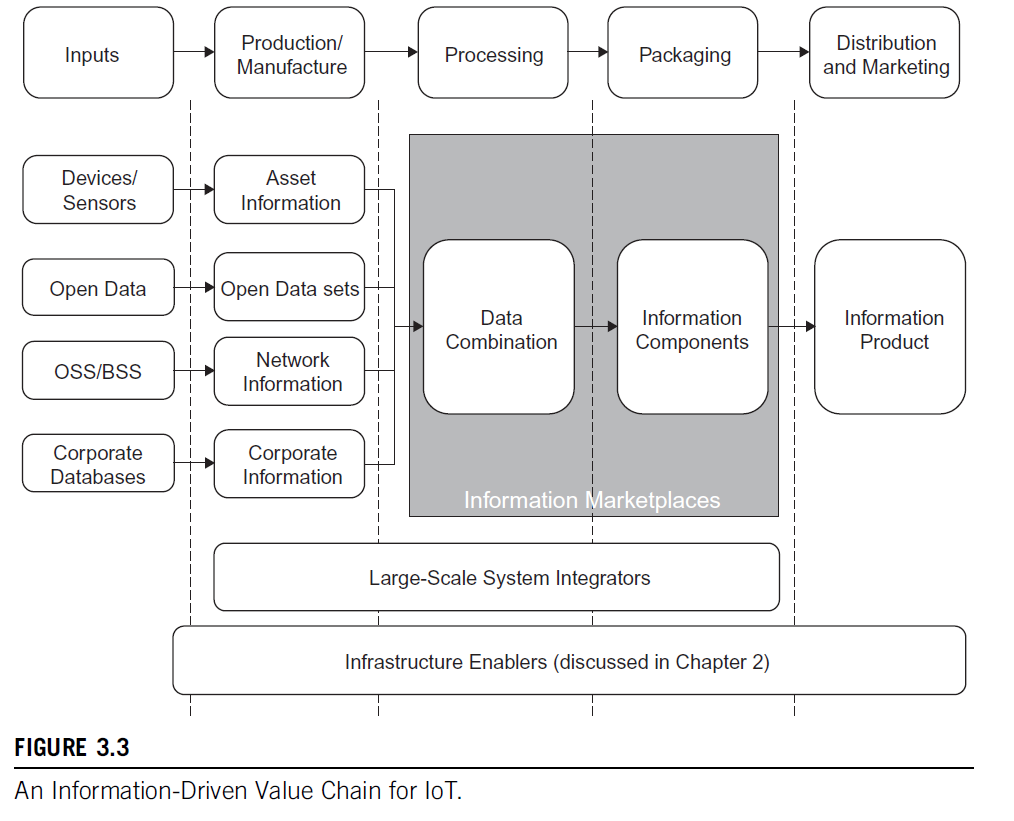 Inputs
Production/
Manufacture
Processing
Packaging
Distribution
and Marketing
Devices/
Sensors
Asset
Information
Open Data
Open Data sets
OSS/BSS
Network
Information
Corporate
Databases
Corporate
Information
Data
Combination
Information
Components
Information
Product
Information Marketplaces
Large-Scale System Integrators
Infrastructure Enablers (discussed in Chapter 2)
FIGURE 3.3
An Information-Driven Value Chain for IoT.